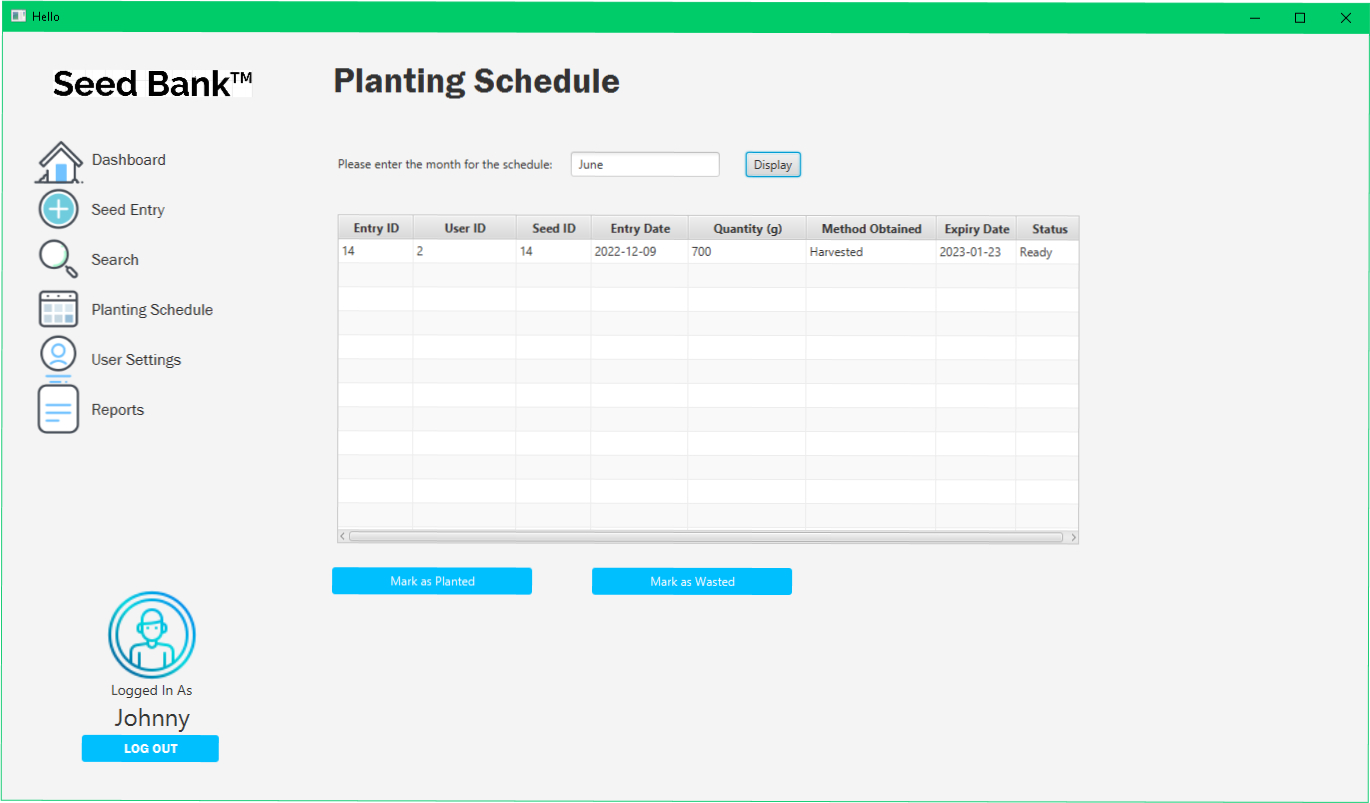 Hello
Seed Bank™
Planting Schedule
Dashboard
Seed Entry
Search
Planting Schedule
User Settings
Reports
Please enter the month for the schedule: June Display
Entry ID User ID Seed ID Entry Date Quantity (g) Method Obtained Expiry Date Status
14 2 14 2022-12-09 700 Harvested 2023-01-23 Ready
Mark as Planted Mark as Wasted
Logged In As
Johnny
LOG OUT